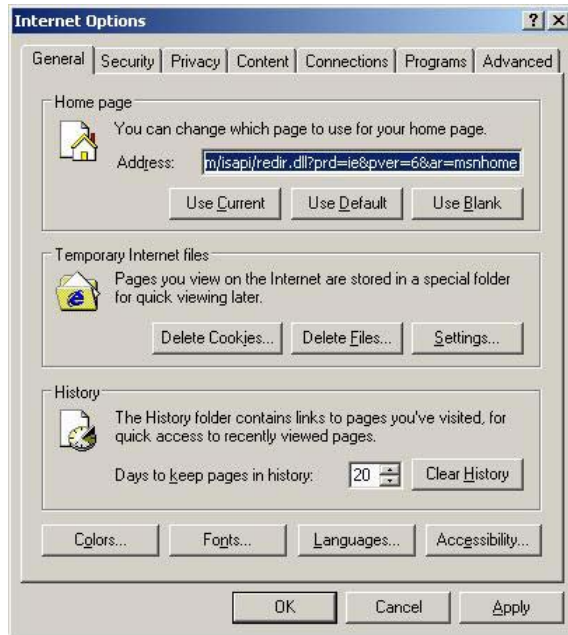 Internet Options
General Security Privacy Content Connections Programs Advanced
Home page
You can change which page to use for your home page.
Address: m/isapi/redir.dll?prd=ie&pver=6&ar=msnhome
Use Current Use Default Use Blank
Temporary Internet files
Pages you view on the Internet are stored in a special folder
for quick viewing later.
Delete Cookies... Delete Files... Settings...
History
The History folder contains links to pages you've visited, for
quick access to recently viewed pages.
Days to keep pages in history: 20 Clear History
Colors... Fonts... Languages... Accessibility...
OK Cancel Apply